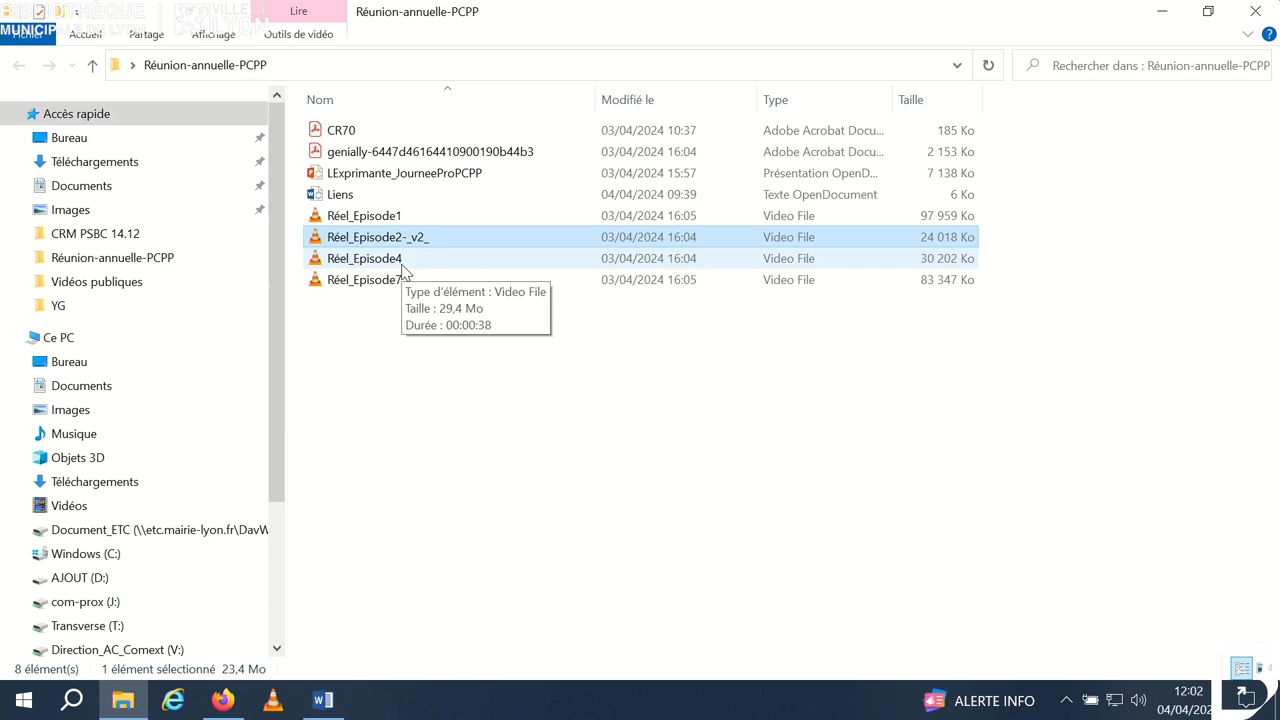 BIBLIOTHÈQUE
MUNICIPALE DE LYON
VILLE DE
LYON
Lire
Réunion-annuelle-PCPP
Fichier
Accueil
Partage
Affichage
Outils de vidéo
Réunion-annuelle-PCPP
Rechercher dans : Réunion-annuelle-PCPP
Nom Modifié le Type Taille
CR70 03/04/2024 10:37 Adobe Acrobat Docu... 185 Ko
genially-6447d46164410900190b44b3 03/04/2024 16:04 Adobe Acrobat Docu... 2 153 Ko
LExprimante_JourneeProPCPP 03/04/2024 15:57 Présentation OpenD... 7 138 Ko
Liens 04/04/2024 09:39 Texte OpenDocument 6 Ko
Réel_Episode1 03/04/2024 16:05 Video File 97 959 Ko
Réel_Episode2-_v2_ 03/04/2024 16:04 Video File 24 018 Ko
Réel_Episode4 03/04/2024 16:04 Video File 30 202 Ko
Réel_Episode7 03/04/2024 16:05 Video File 83 347 Ko
Type d'élément : Video File
Taille : 29,4 Mo
Durée : 00:00:38
Accès rapide
Bureau
Téléchargements
Documents
Images
CRM PSBC 14.12
Réunion-annuelle-PCPP
Vidéos publiques
YG
Ce PC
Bureau
Documents
Images
Musique
Objets 3D
Téléchargements
Vidéos
Document_ETC (\\etc.mairie-lyon.fr\DavW
Windows (C:)
AJOUT (D:)
com-prox (J:)
Transverse (T:)
Direction_AC_Comext (V:)
8 élément(s) 1 élément sélectionné 23,4 Mo
ALERTE INFO
12:02